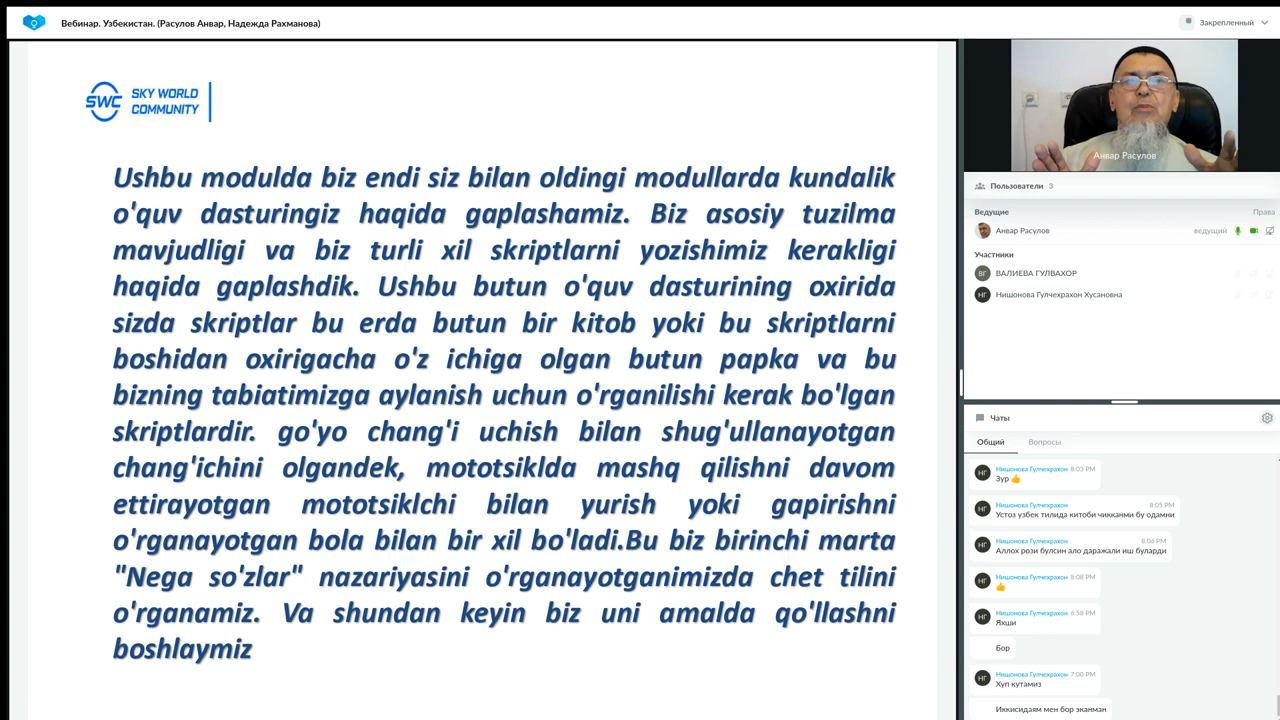 Вебинар. Узбекистан. (Расулов Анвар, Надежда Рахманова)
Закрепленный
SWC SKY WORLD
COMMUNITY
Ushbu modulda biz endi siz bilan oldingi modullarda kundalik
o'quv dasturingiz haqida gaplashamiz. Biz asosiy tuzilma
mavjudligi va biz turli xil skriptlarni yozishimiz kerakligi
haqida gaplashdik. Ushbu butun o'quv dasturining oxirida
sizda skriptlar bu erda butun bir kitob yoki bu skriptlarni
boshidan oxirigacha o'z ichiga olgan butun papka va bu
bizning tabiatimizga aylanish uchun o'rganilishi kerak bo'lgan
skriptlardir. go'yo chang'i uchish bilan shug'ullanayotgan
chang'ichini olgandek, mototsiklda mashq qilishni davom
ettirayotgan mototsiklchi bilan yurish yoki gapirishni
o'rganayotgan bola bilan bir xil bo'ladi.Bu biz birinchi marta
"Nega so'zlar" nazariyasini o'rganayotganimizda chet tilini
o'rganamiz. Va shundan keyin biz uni amalda qo'llashni
boshlaymiz
Анвар Расулов
Пользователи 3
Ведущие Права
Анвар Расулов ведущий
Участники
ВГ ВАЛИЕВА ГУЛВАХОР
НГ Нишонова Гулчехрахон Хусановна
Чаты
Общий Вопросы
НГ Нишонова Гулчехрахон 8:03 PM
Зур 👍
НГ Нишонова Гулчехрахон 8:05 PM
Устоз узбек тилида китоби чикканми бу одамни
НГ Нишонова Гулчехрахон 8:06 PM
Аллох рози булсин ало даражали иш буларди
НГ Нишонова Гулчехрахон 8:08 PM
👍
НГ Нишонова Гулчехрахон 6:58 PM
Яхши
Бор
НГ Нишонова Гулчехрахон 7:00 PM
Хуп кутамиз
Иккисидаям мен бор эканман